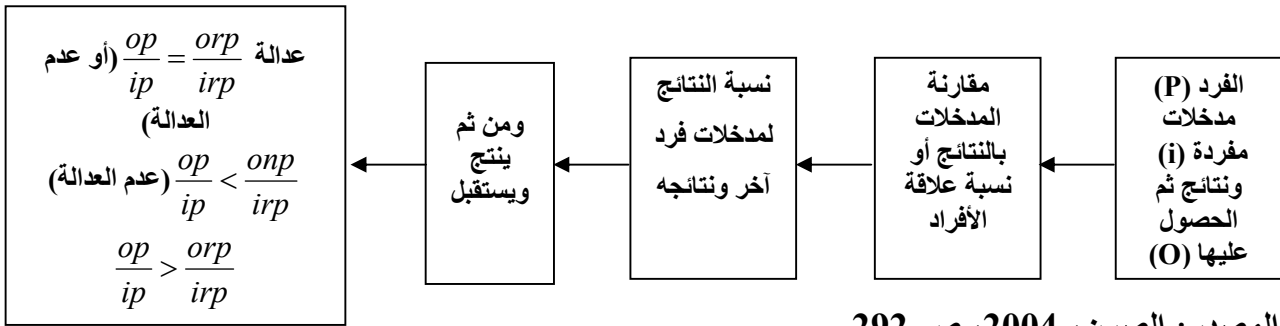 الفرد (P)
مدخلات
مفردة (i)
ونتائج ثم
الحصول
عليها (O)
مقارنة
المدخلات
بالنتائج أو
نسبة علاقة
الأفراد
نسبة النتائج
لمدخلات فرد
آخر ونتائجه
ومن ثم
ينتج
ويستقبل
عدالة op/ip = orp/irp (أو عدم
العدالة)
op/ip < onp/irp (عدم العدالة)
op/ip > orp/irp
2004، ص 292